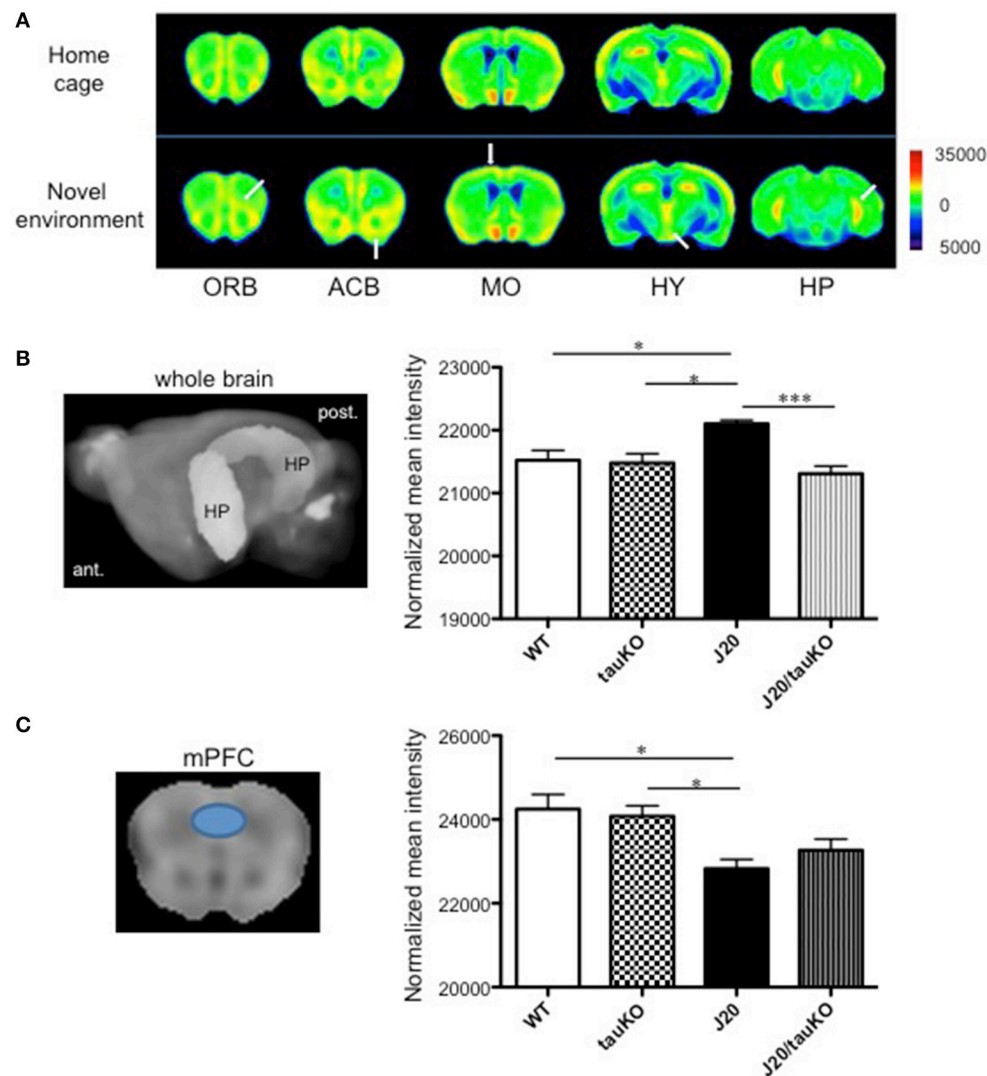 A
Home
cage
Novel
environment
35000
0
5000
ORB ACB MO HY HP
B
whole brain
post.
HP
HP
ant.
Normalized mean intensity
23000
22000
21000
20000
19000
*
*
***
WT
tauKO
J20
J20/tauKO
C
mPFC
Normalized mean intensity
26000
24000
22000
20000
*
*
WT
tauKO
J20
J20/tauKO